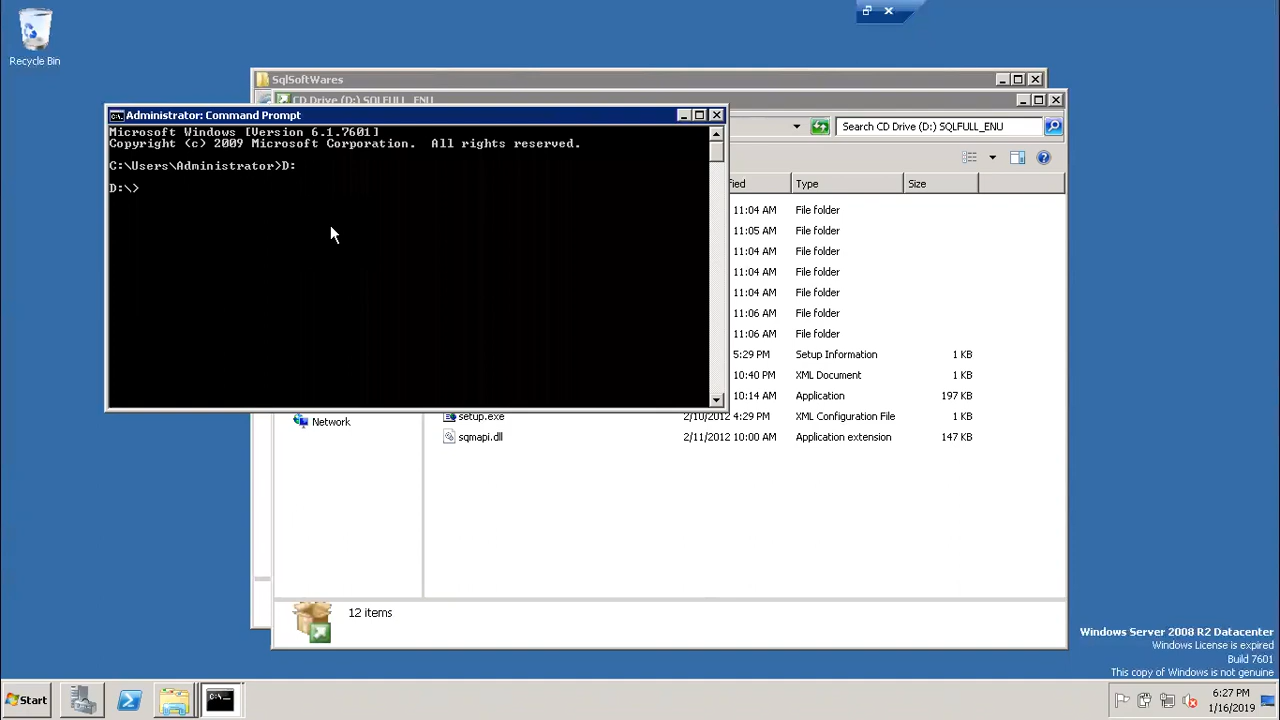 Recycle Bin
SqlSoftWares
CD Drive (D:) SQLFULL_ENU
Administrator: Command Prompt
Microsoft Windows [Version 6.1.7601]
Copyright (c) 2009 Microsoft Corporation.  All rights reserved.
C:\Users\Administrator>D:
D:\>
Search CD Drive (D:) SQLFULL_ENU
Type
Size
11:04 AM File folder
11:05 AM File folder
11:04 AM File folder
11:04 AM File folder
11:04 AM File folder
11:06 AM File folder
11:06 AM File folder
5:29 PM Setup Information 1 KB
10:40 PM XML Document 1 KB
10:14 AM Application 197 KB
Network
setup.exe 2/10/2012 4:29 PM XML Configuration File 1 KB
sqmapi.dll 2/11/2012 10:00 AM Application extension 147 KB
12 items
Windows Server 2008 R2 Datacenter
Windows License is expired
Build 7601
This copy of Windows is not genuine
Start
6:27 PM
1/16/2019